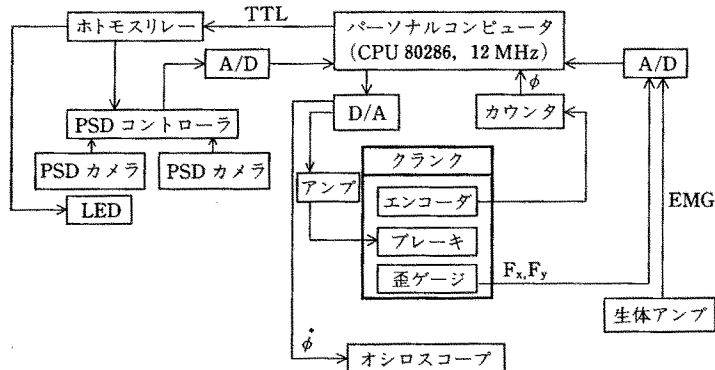 ホトモスリレー
TTL
パーソナルコンピュータ
(CPU 80286, 12 MHz)
A/D
A/D
φ
PSD コントローラ
D/A
カウンタ
PSD カメラ
PSD カメラ
アンプ
クランク
エンコーダ
LED
ブレーキ
EMG
歪ゲージ
Fx,Fy
生体アンプ
φ̇
オシロスコープ